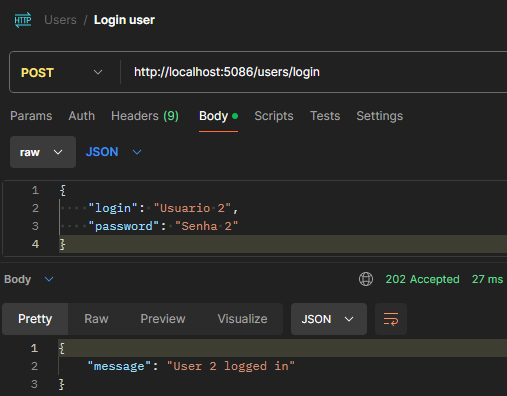 HTTP Users / Login user
POST http://localhost:5086/users/login
Params Auth Headers (9) Body Scripts Tests Settings
raw JSON
1 {
2 "login": "Usuario 2",
3 "password": "Senha 2"
4 }
Body 202 Accepted 27 ms
Pretty Raw Preview Visualize JSON
1 {
2 "message": "User 2 logged in"
3 }